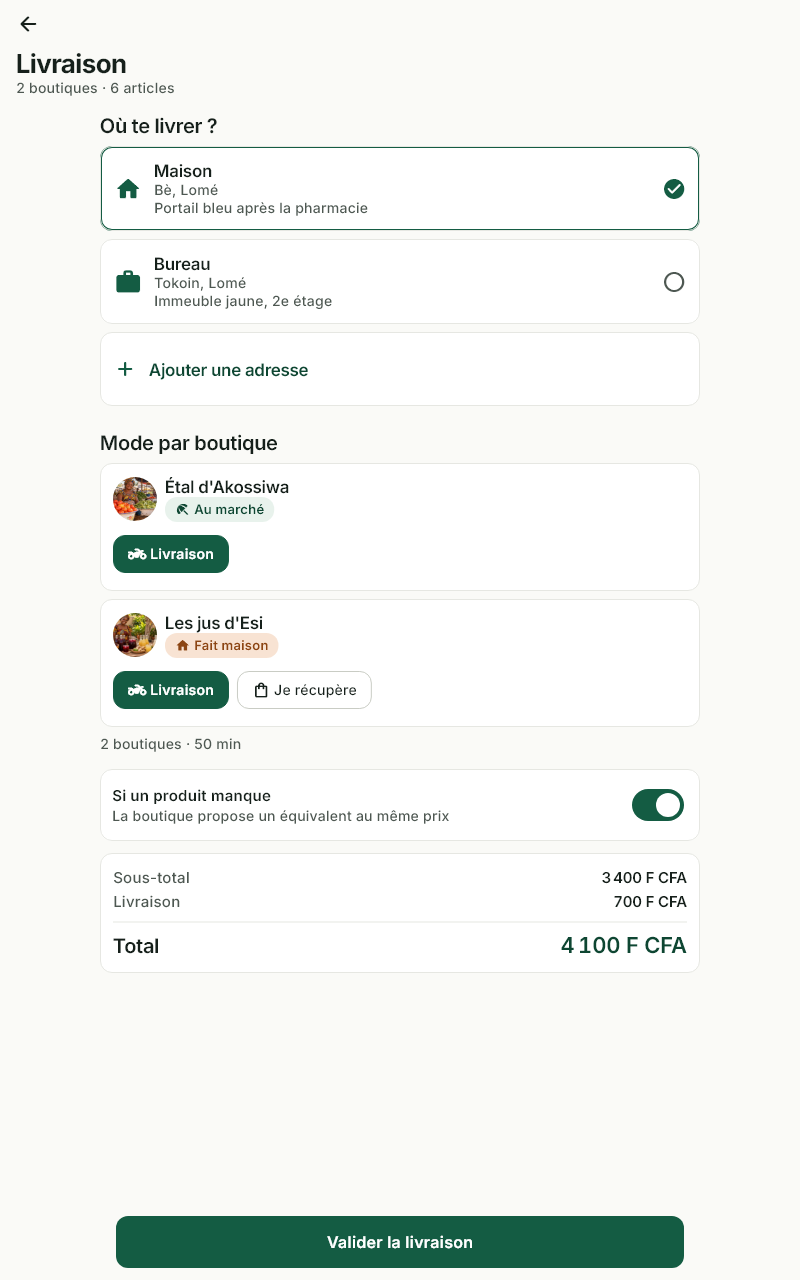 Livraison
2 boutiques · 6 articles
Où te livrer ?
Maison
Bè, Lomé
Portail bleu après la pharmacie
Bureau
Tokoin, Lomé
Immeuble jaune, 2e étage
Ajouter une adresse
Mode par boutique
Étal d'Akossiwa
Au marché
Livraison
Les jus d'Esi
Fait maison
Livraison Je récupère
2 boutiques · 50 min
Si un produit manque
La boutique propose un équivalent au même prix
Sous-total 3 400 F CFA
Livraison 700 F CFA
Total 4 100 F CFA
Valider la livraison